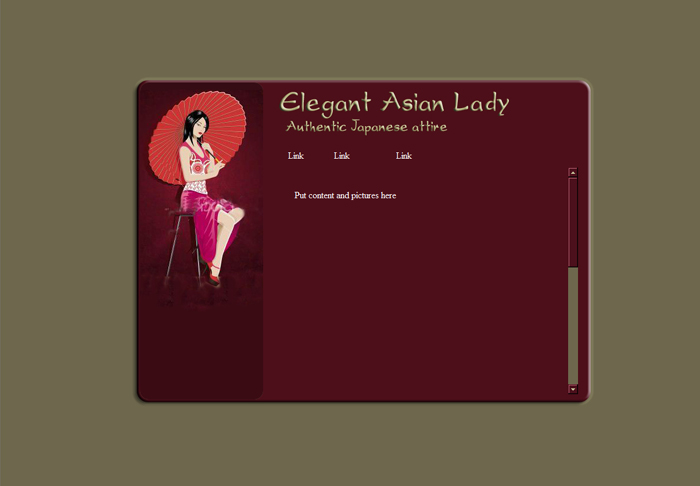 Elegant Asian Lady
Authentic Japanese attire
Link Link Link
Put content and pictures here